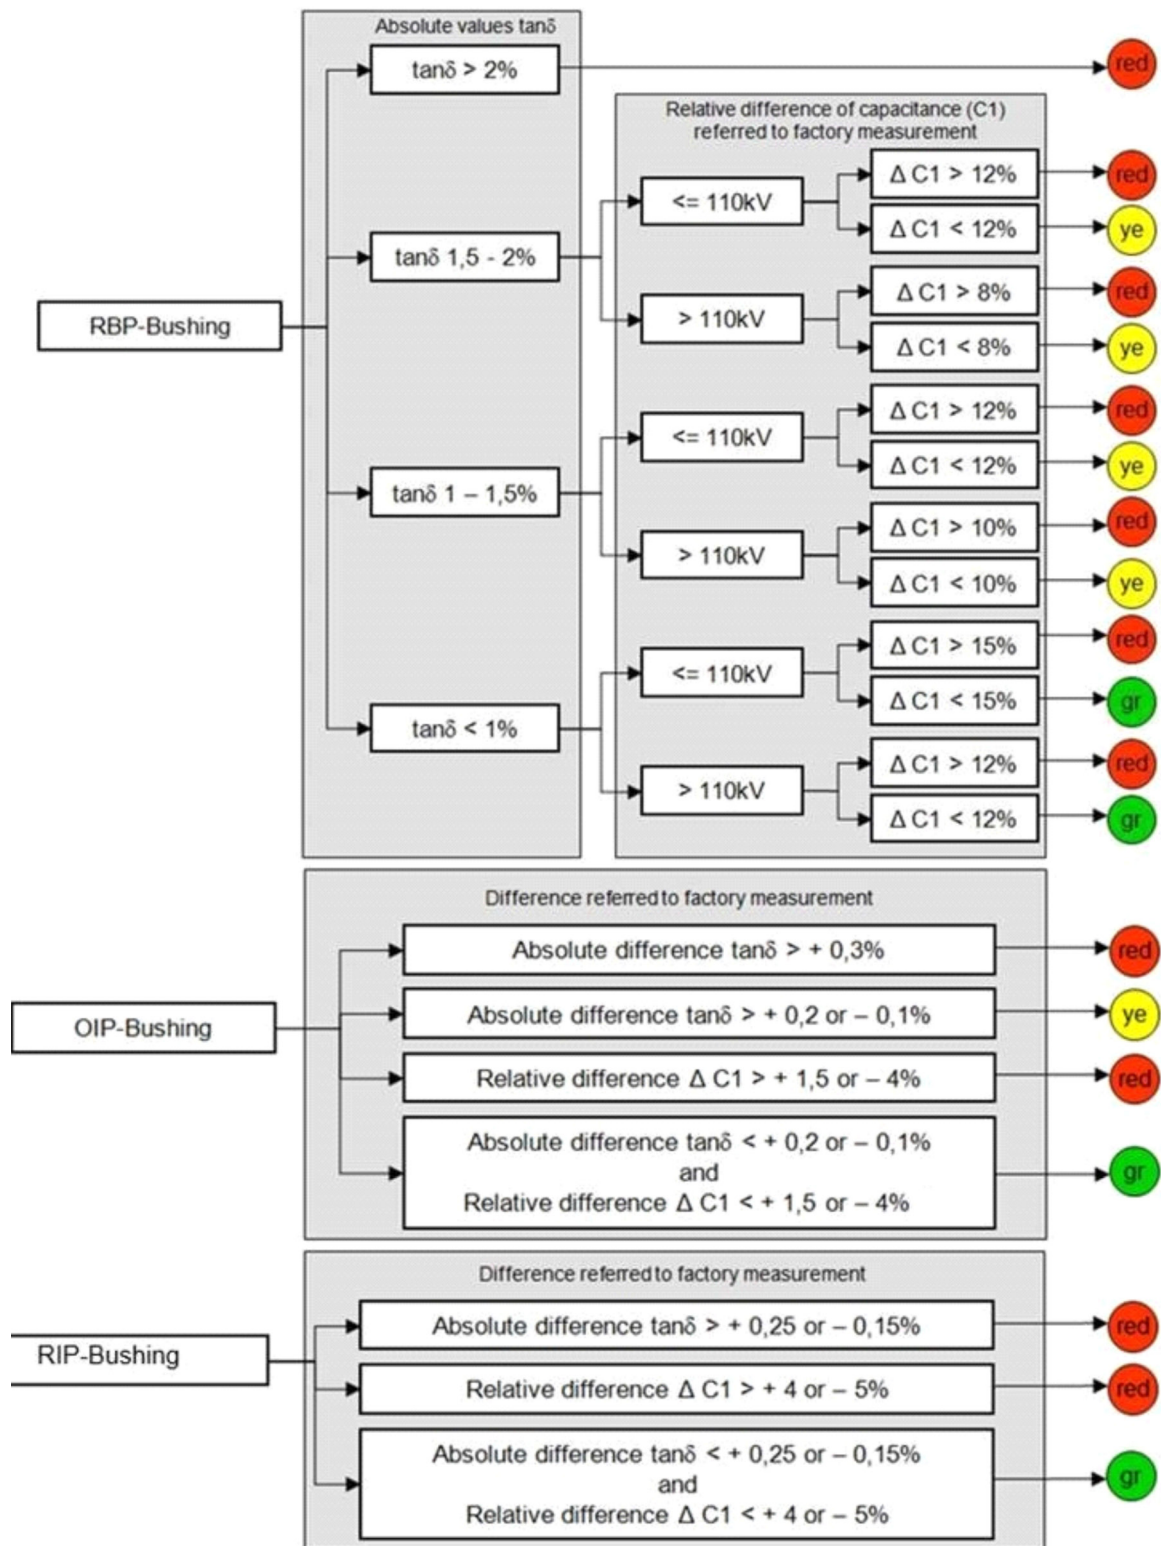 Absolute values tanδ
tanδ > 2%
red
Relative difference of capacitance (C1)
referred to factory measurement
Δ C1 > 12%
red
<= 110kV
Δ C1 < 12%
ye
tanδ 1,5 - 2%
Δ C1 > 8%
red
> 110kV
Δ C1 < 8%
ye
RBP-Bushing
Δ C1 > 12%
red
<= 110kV
Δ C1 < 12%
ye
tanδ 1 – 1,5%
Δ C1 > 10%
red
> 110kV
Δ C1 < 10%
ye
Δ C1 > 15%
red
<= 110kV
Δ C1 < 15%
gr
tanδ < 1%
Δ C1 > 12%
red
> 110kV
Δ C1 < 12%
gr
Difference referred to factory measurement
Absolute difference tanδ > + 0,3%
red
OIP-Bushing
Absolute difference tanδ > + 0,2 or – 0,1%
ye
Relative difference Δ C1 > + 1,5 or – 4%
red
Absolute difference tanδ < + 0,2 or – 0,1%
and
Relative difference Δ C1 < + 1,5 or – 4%
gr
Difference referred to factory measurement
Absolute difference tanδ > + 0,25 or – 0,15%
red
RIP-Bushing
Relative difference Δ C1 > + 4 or – 5%
red
Absolute difference tanδ < + 0,25 or – 0,15%
and
Relative difference Δ C1 < + 4 or – 5%
gr